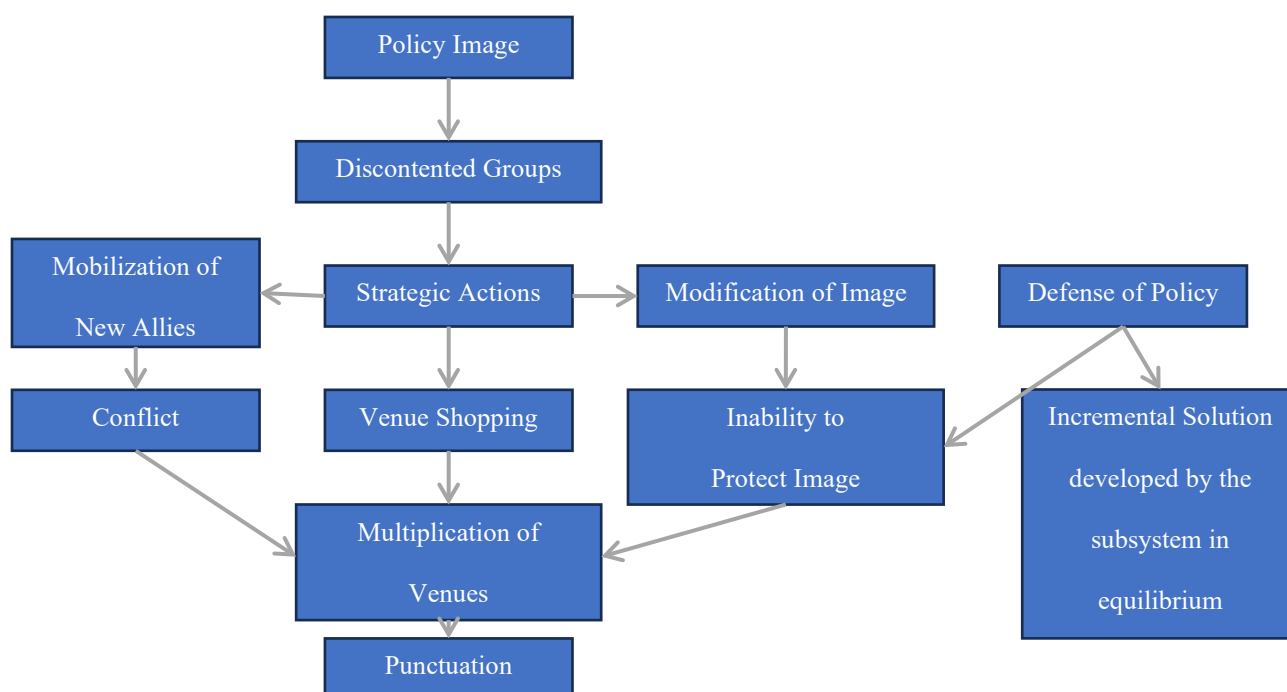 Policy Image
Discontented Groups
Mobilization of
New Allies
Strategic Actions
Modification of Image
Defense of Policy
Conflict
Venue Shopping
Inability to
Protect Image
Incremental Solution
developed by the
subsystem in
equilibrium
Multiplication of
Venues
Punctuation